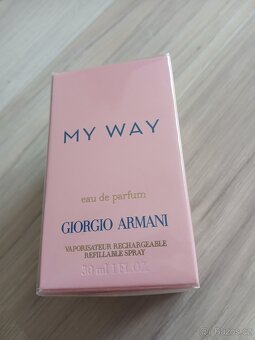 MY WAY
eau de parfum
GIORGIO ARMANI
VAPORISATEUR RECHARGEABLE
REFILLABLE SPRAY
30 ml 1 FL.OZ